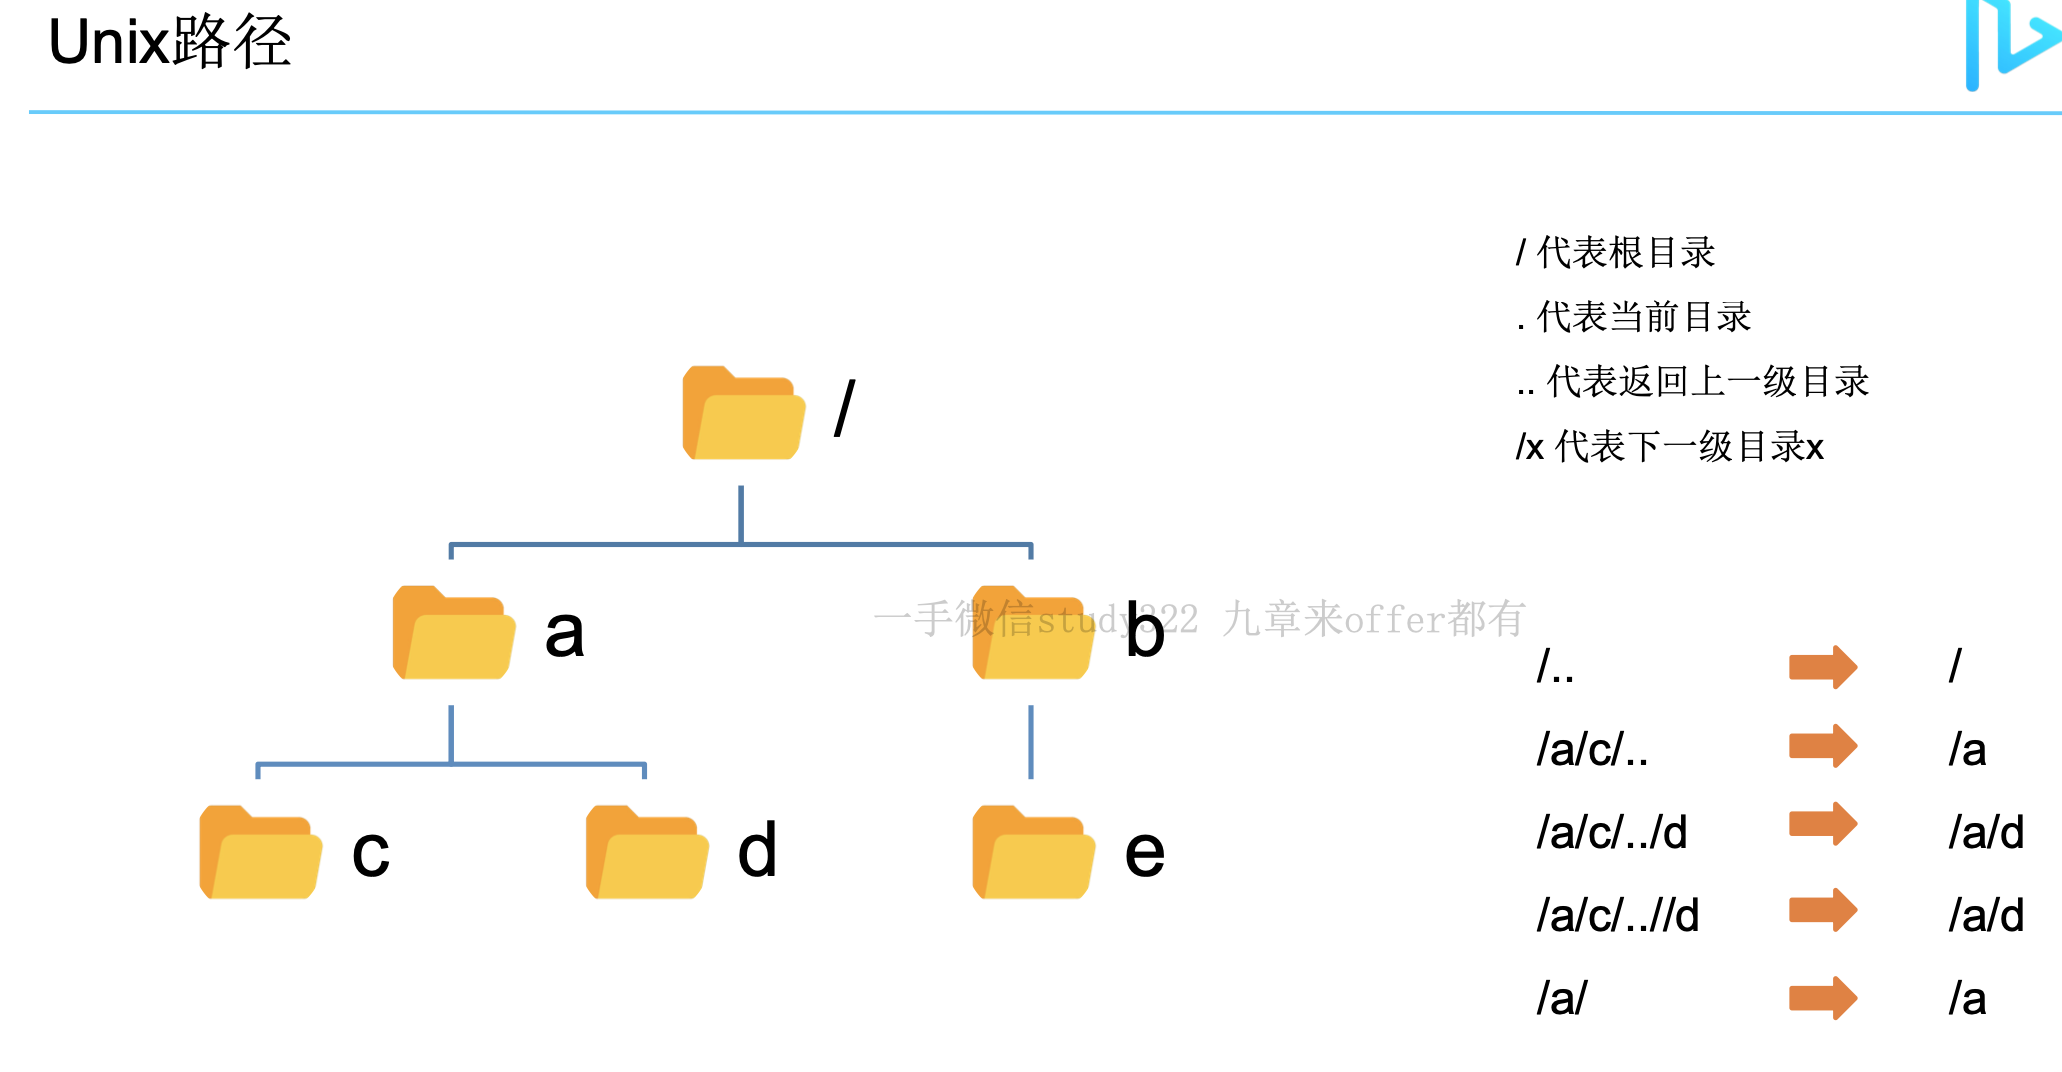 Unix路径
/ 代表根目录
. 代表当前目录
.. 代表返回上一级目录
/x 代表下一级目录x
/
a
b
一手微信study322 九章来offer都有
c
d
e
/.. /
/a/c/.. /a
/a/c/../d /a/d
/a/c/..//d /a/d
/a/ /a